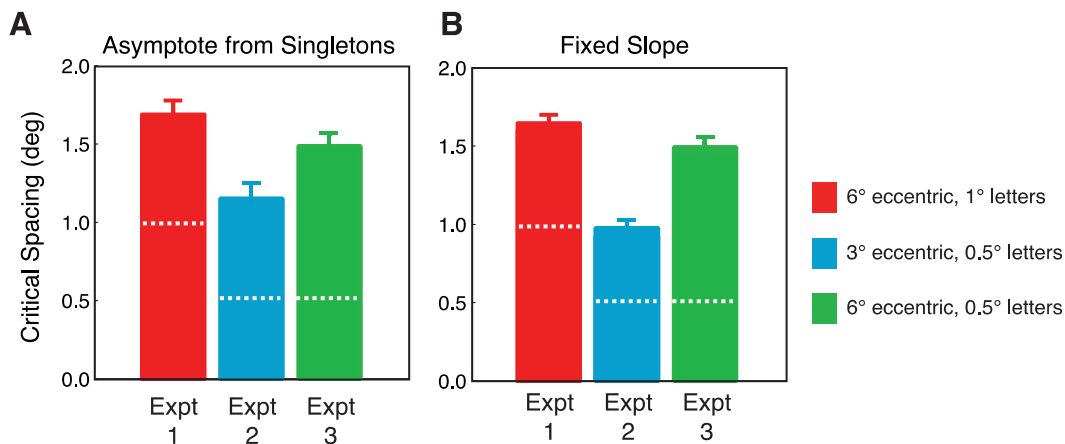 A
Asymptote from Singletons
Critical Spacing (deg)
2.0
1.5
1.0
0.5
0.0
Expt
1
Expt
2
Expt
3
B
Fixed Slope
2.0
1.5
1.0
0.5
0.0
Expt
1
Expt
2
Expt
3
6° eccentric, 1° letters
3° eccentric, 0.5° letters
6° eccentric, 0.5° letters